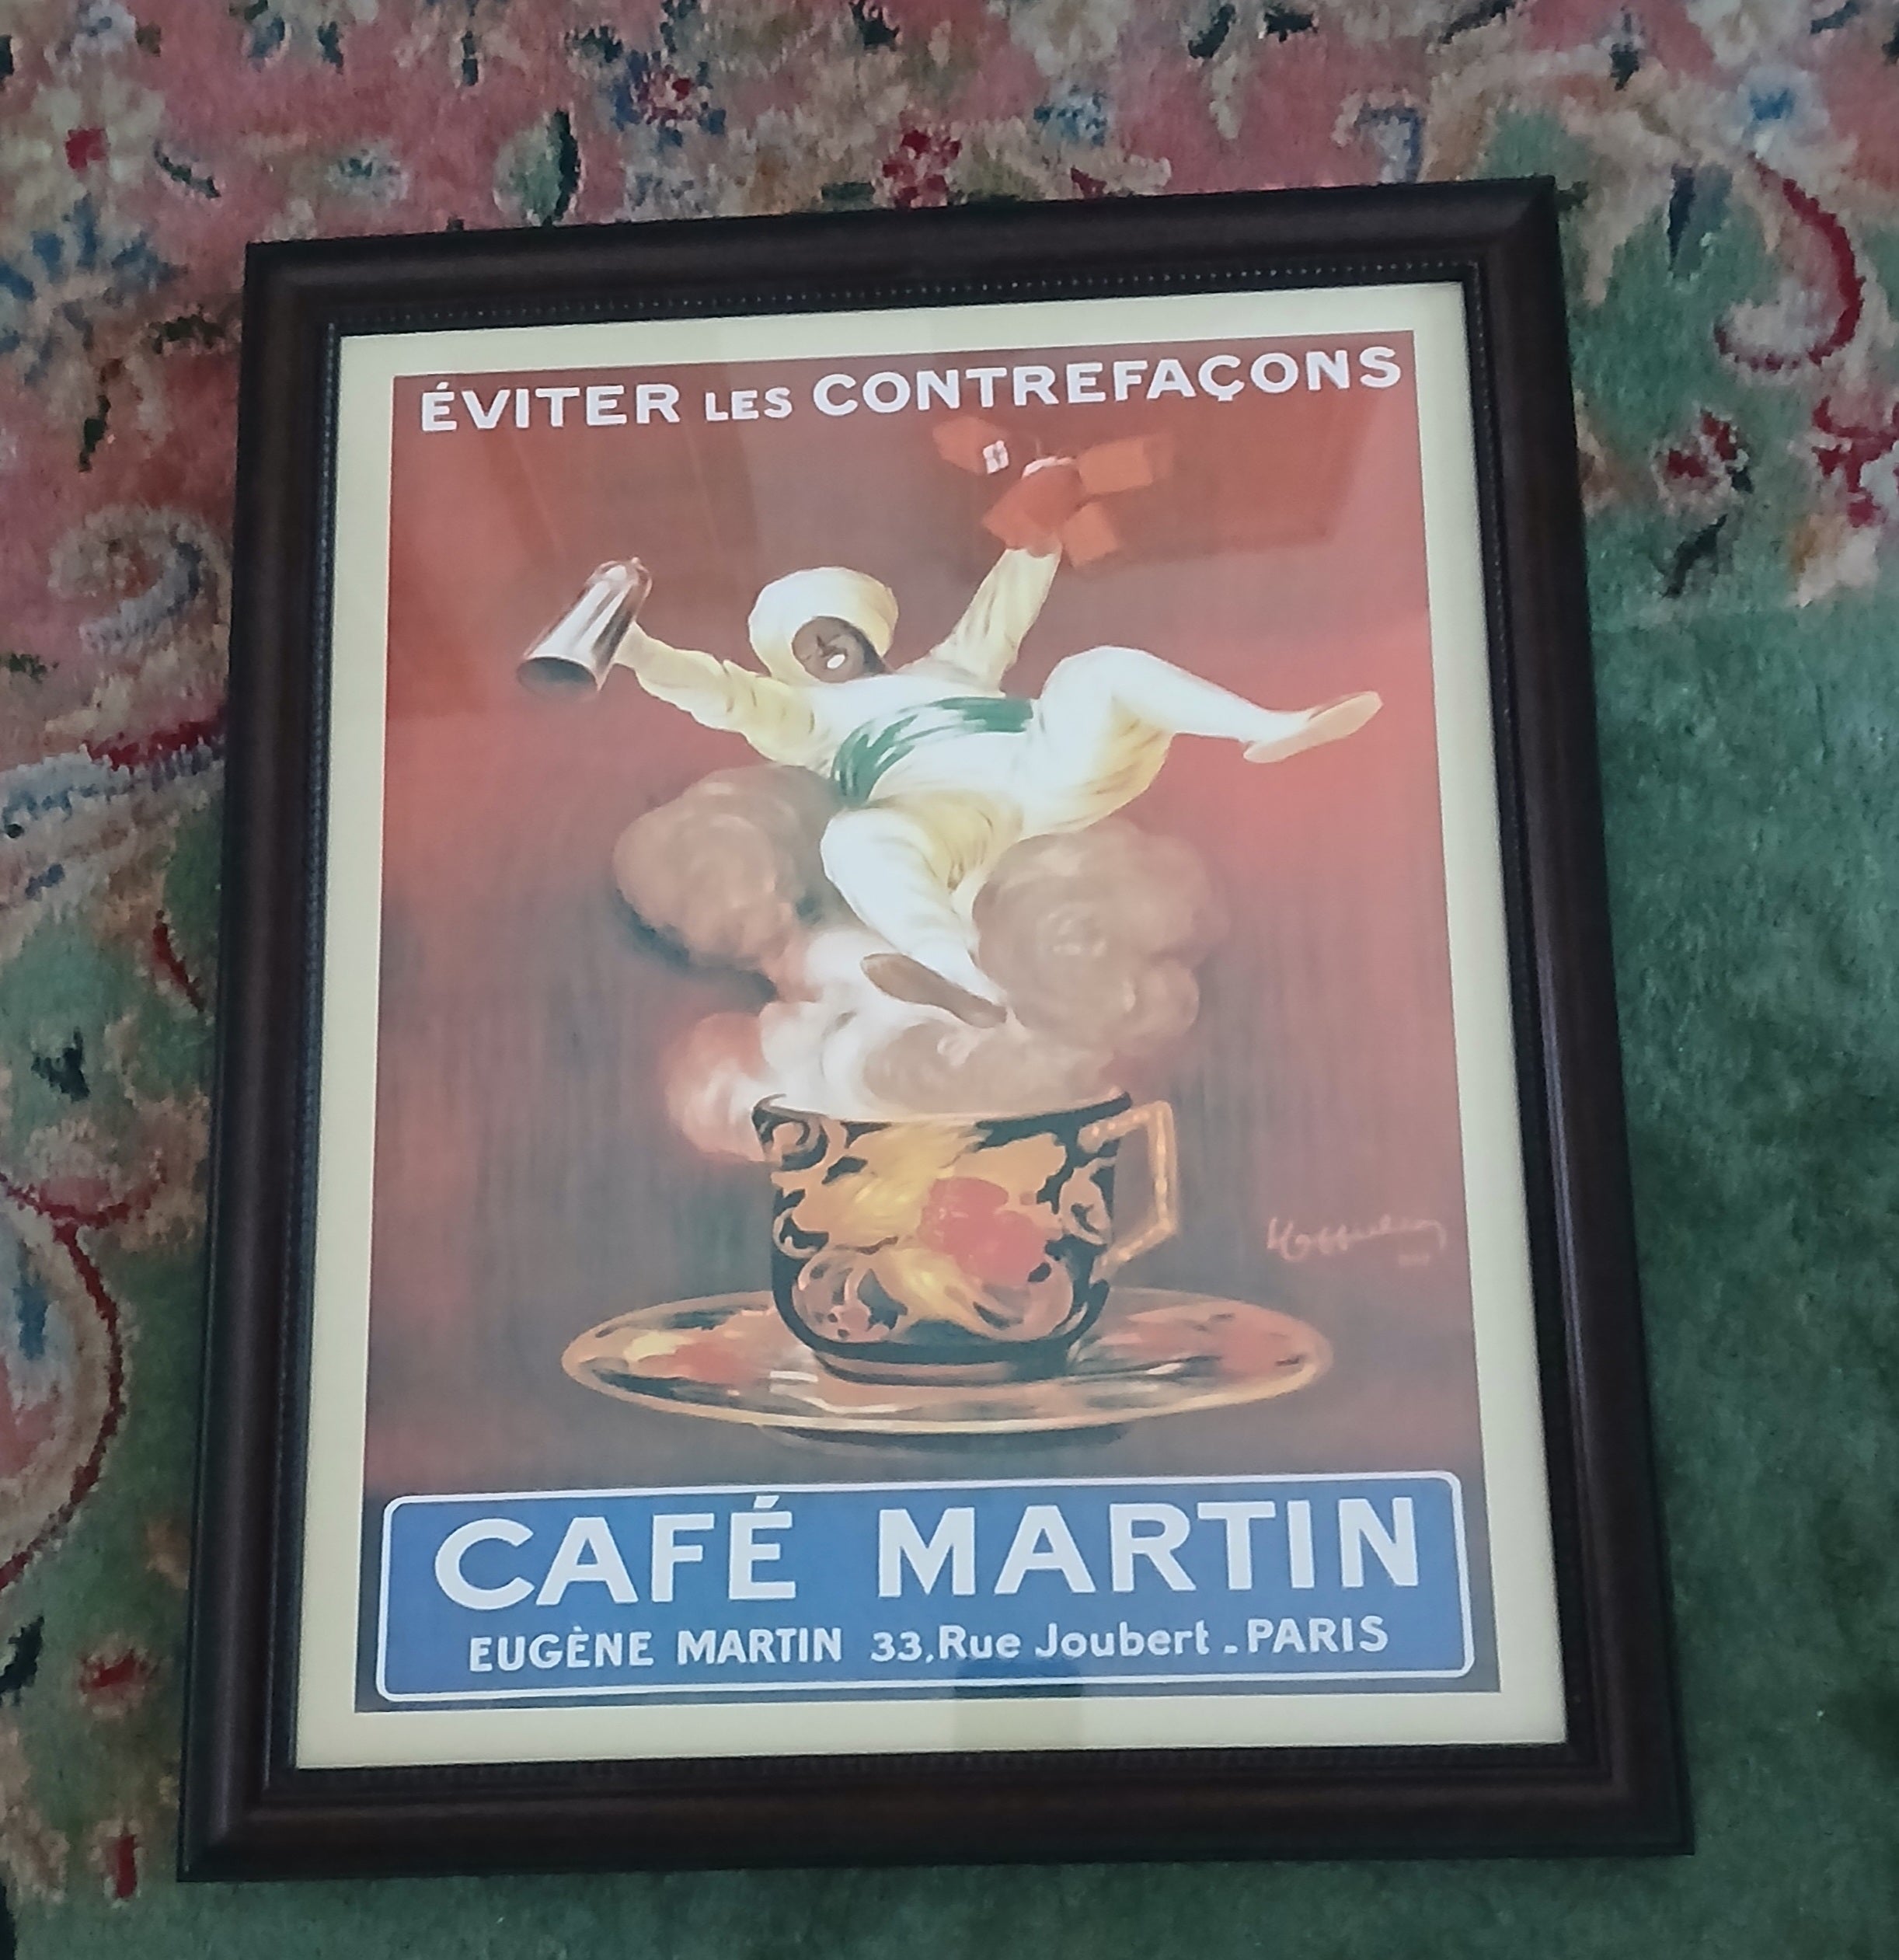 ÉVITER LES CONTREFAÇONS
CAFÉ MARTIN
EUGÈNE MARTIN 33,Rue Joubert - PARIS